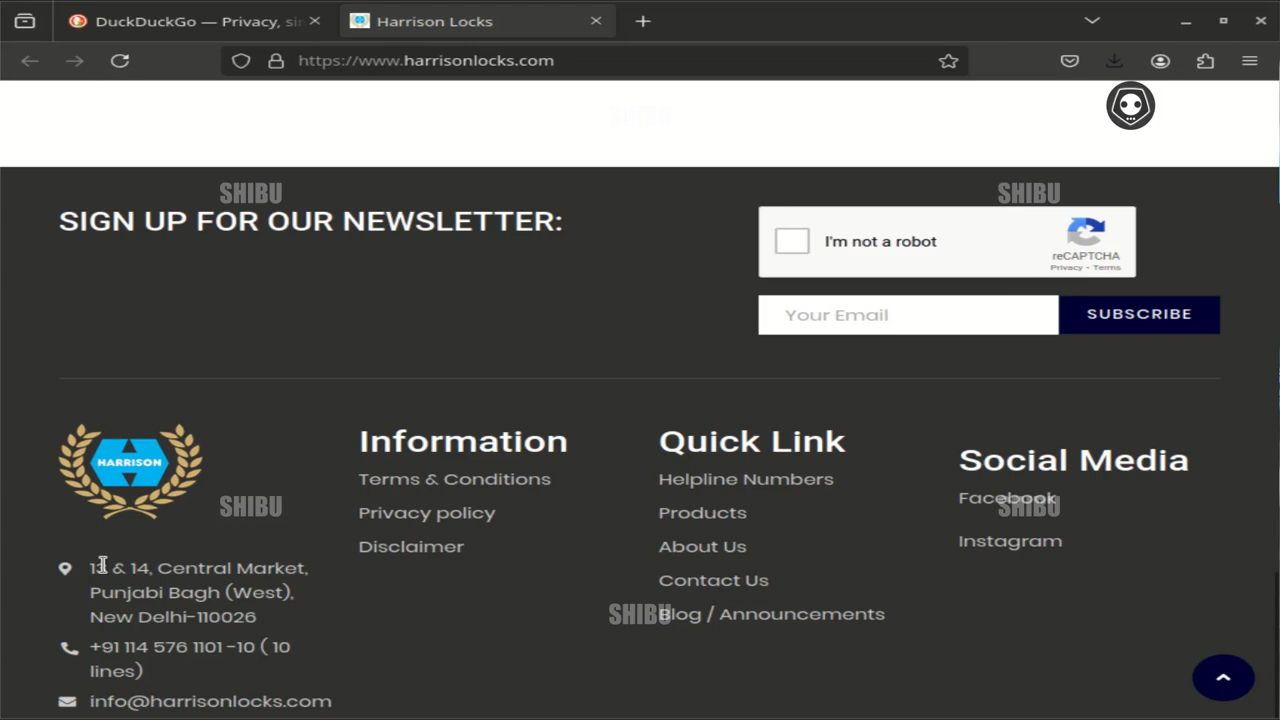 DuckDuckGo — Privacy, sin
Harrison Locks
https://www.harrisonlocks.com
SHIBU
SHIBU
SHIBU
SIGN UP FOR OUR NEWSLETTER:
I'm not a robot
reCAPTCHA
Privacy - Terms
Your Email
SUBSCRIBE
HARRISON
13 & 14, Central Market,
Punjabi Bagh (West),
New Delhi-110026
+91 114 576 1101 -10 ( 10
lines)
info@harrisonlocks.com
Information
Terms & Conditions
Privacy policy
Disclaimer
Quick Link
Helpline Numbers
Products
About Us
Contact Us
Blog / Announcements
Social Media
Facebook
Instagram
SHIBU
SHIBU
SHIBU